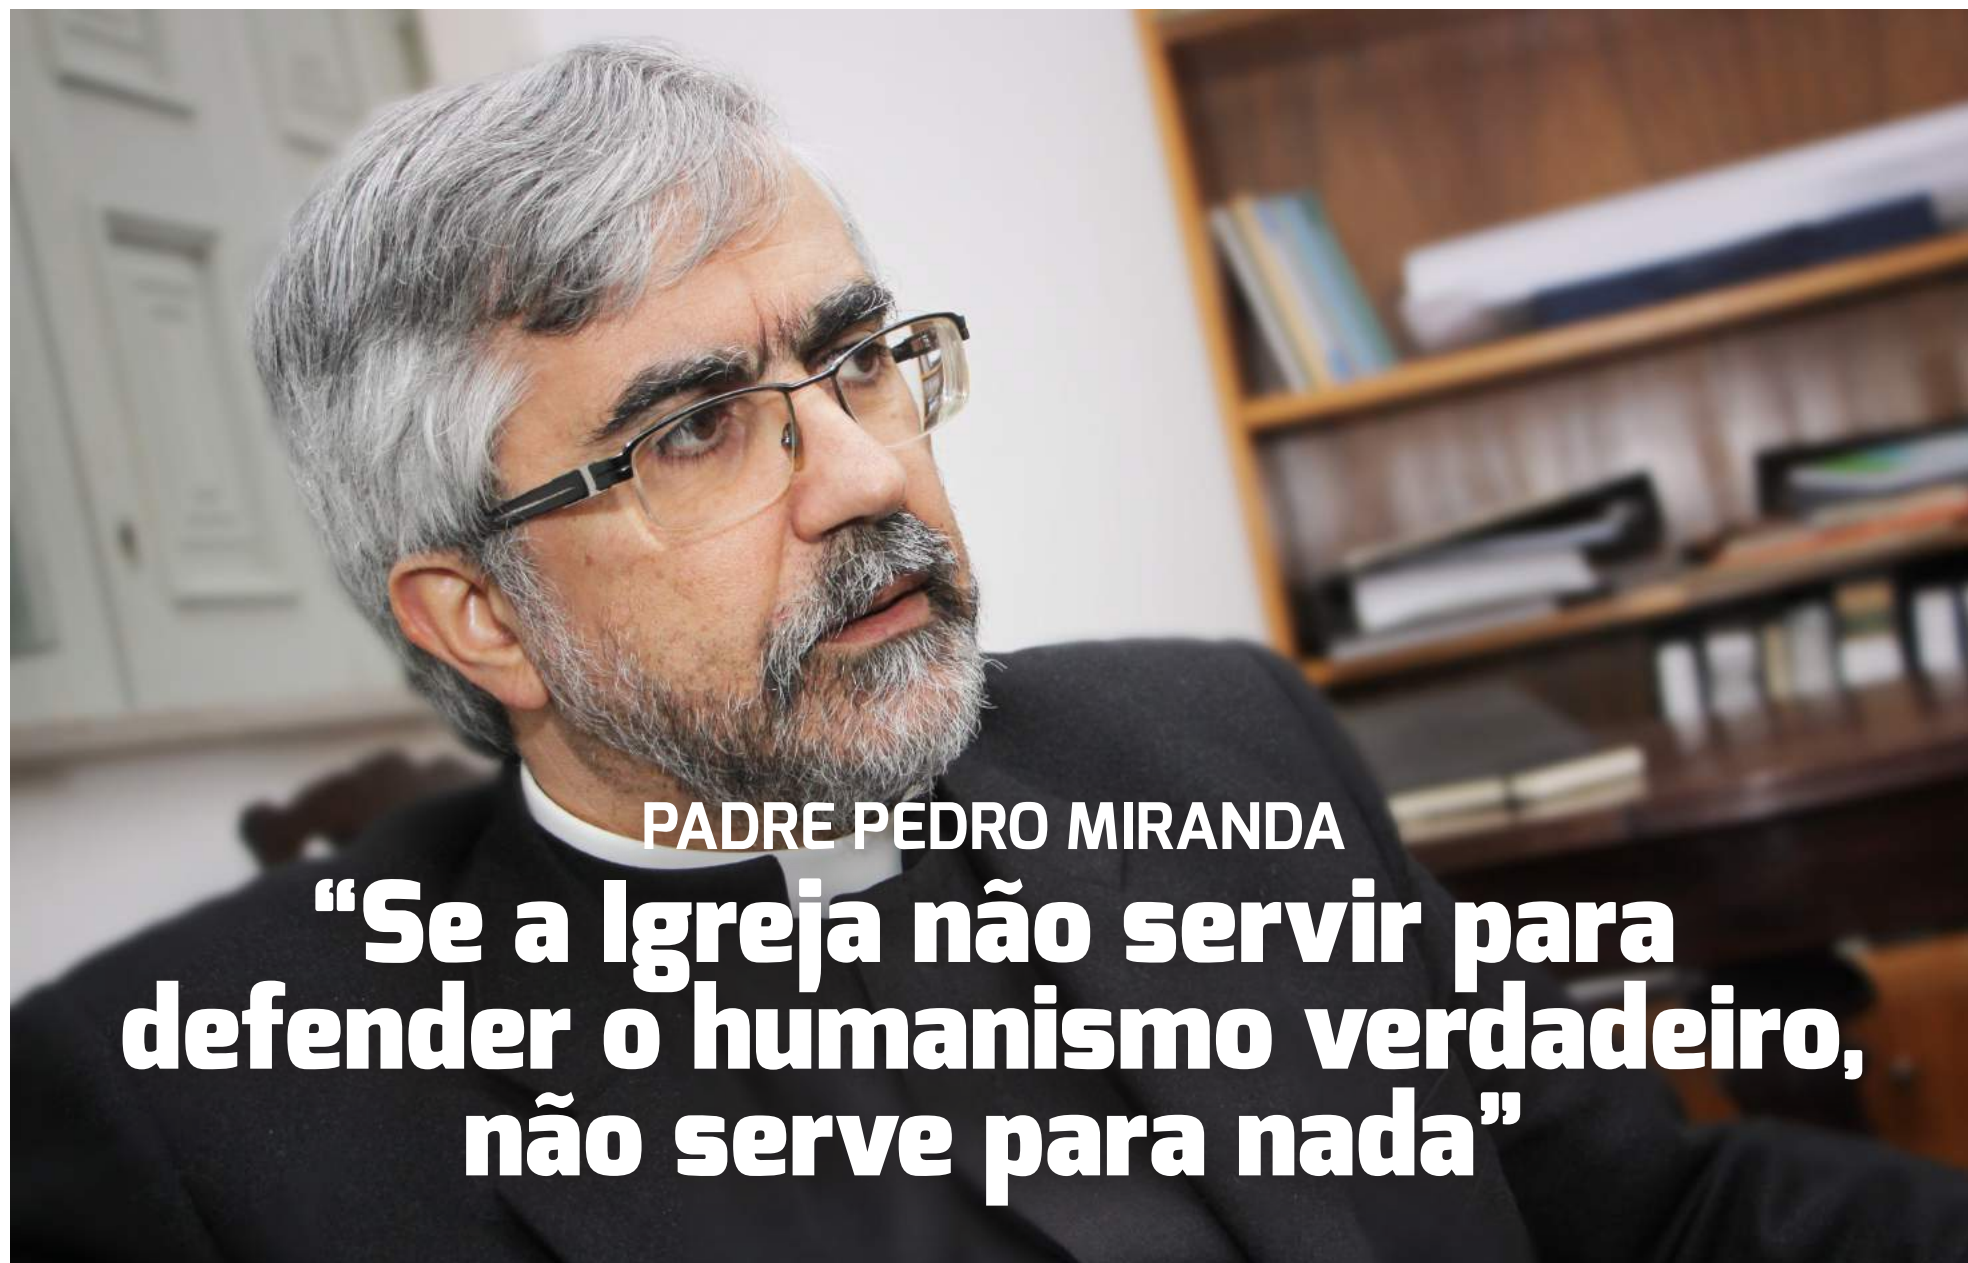 PADRE PEDRO MIRANDA
“Se a Igreja não servir para
defender o humanismo verdadeiro,
não serve para nada”